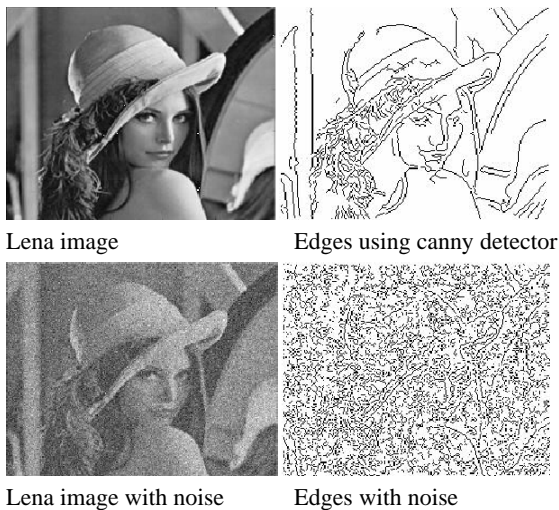 Lena image
Edges using canny detector
Lena image with noise
Edges with noise